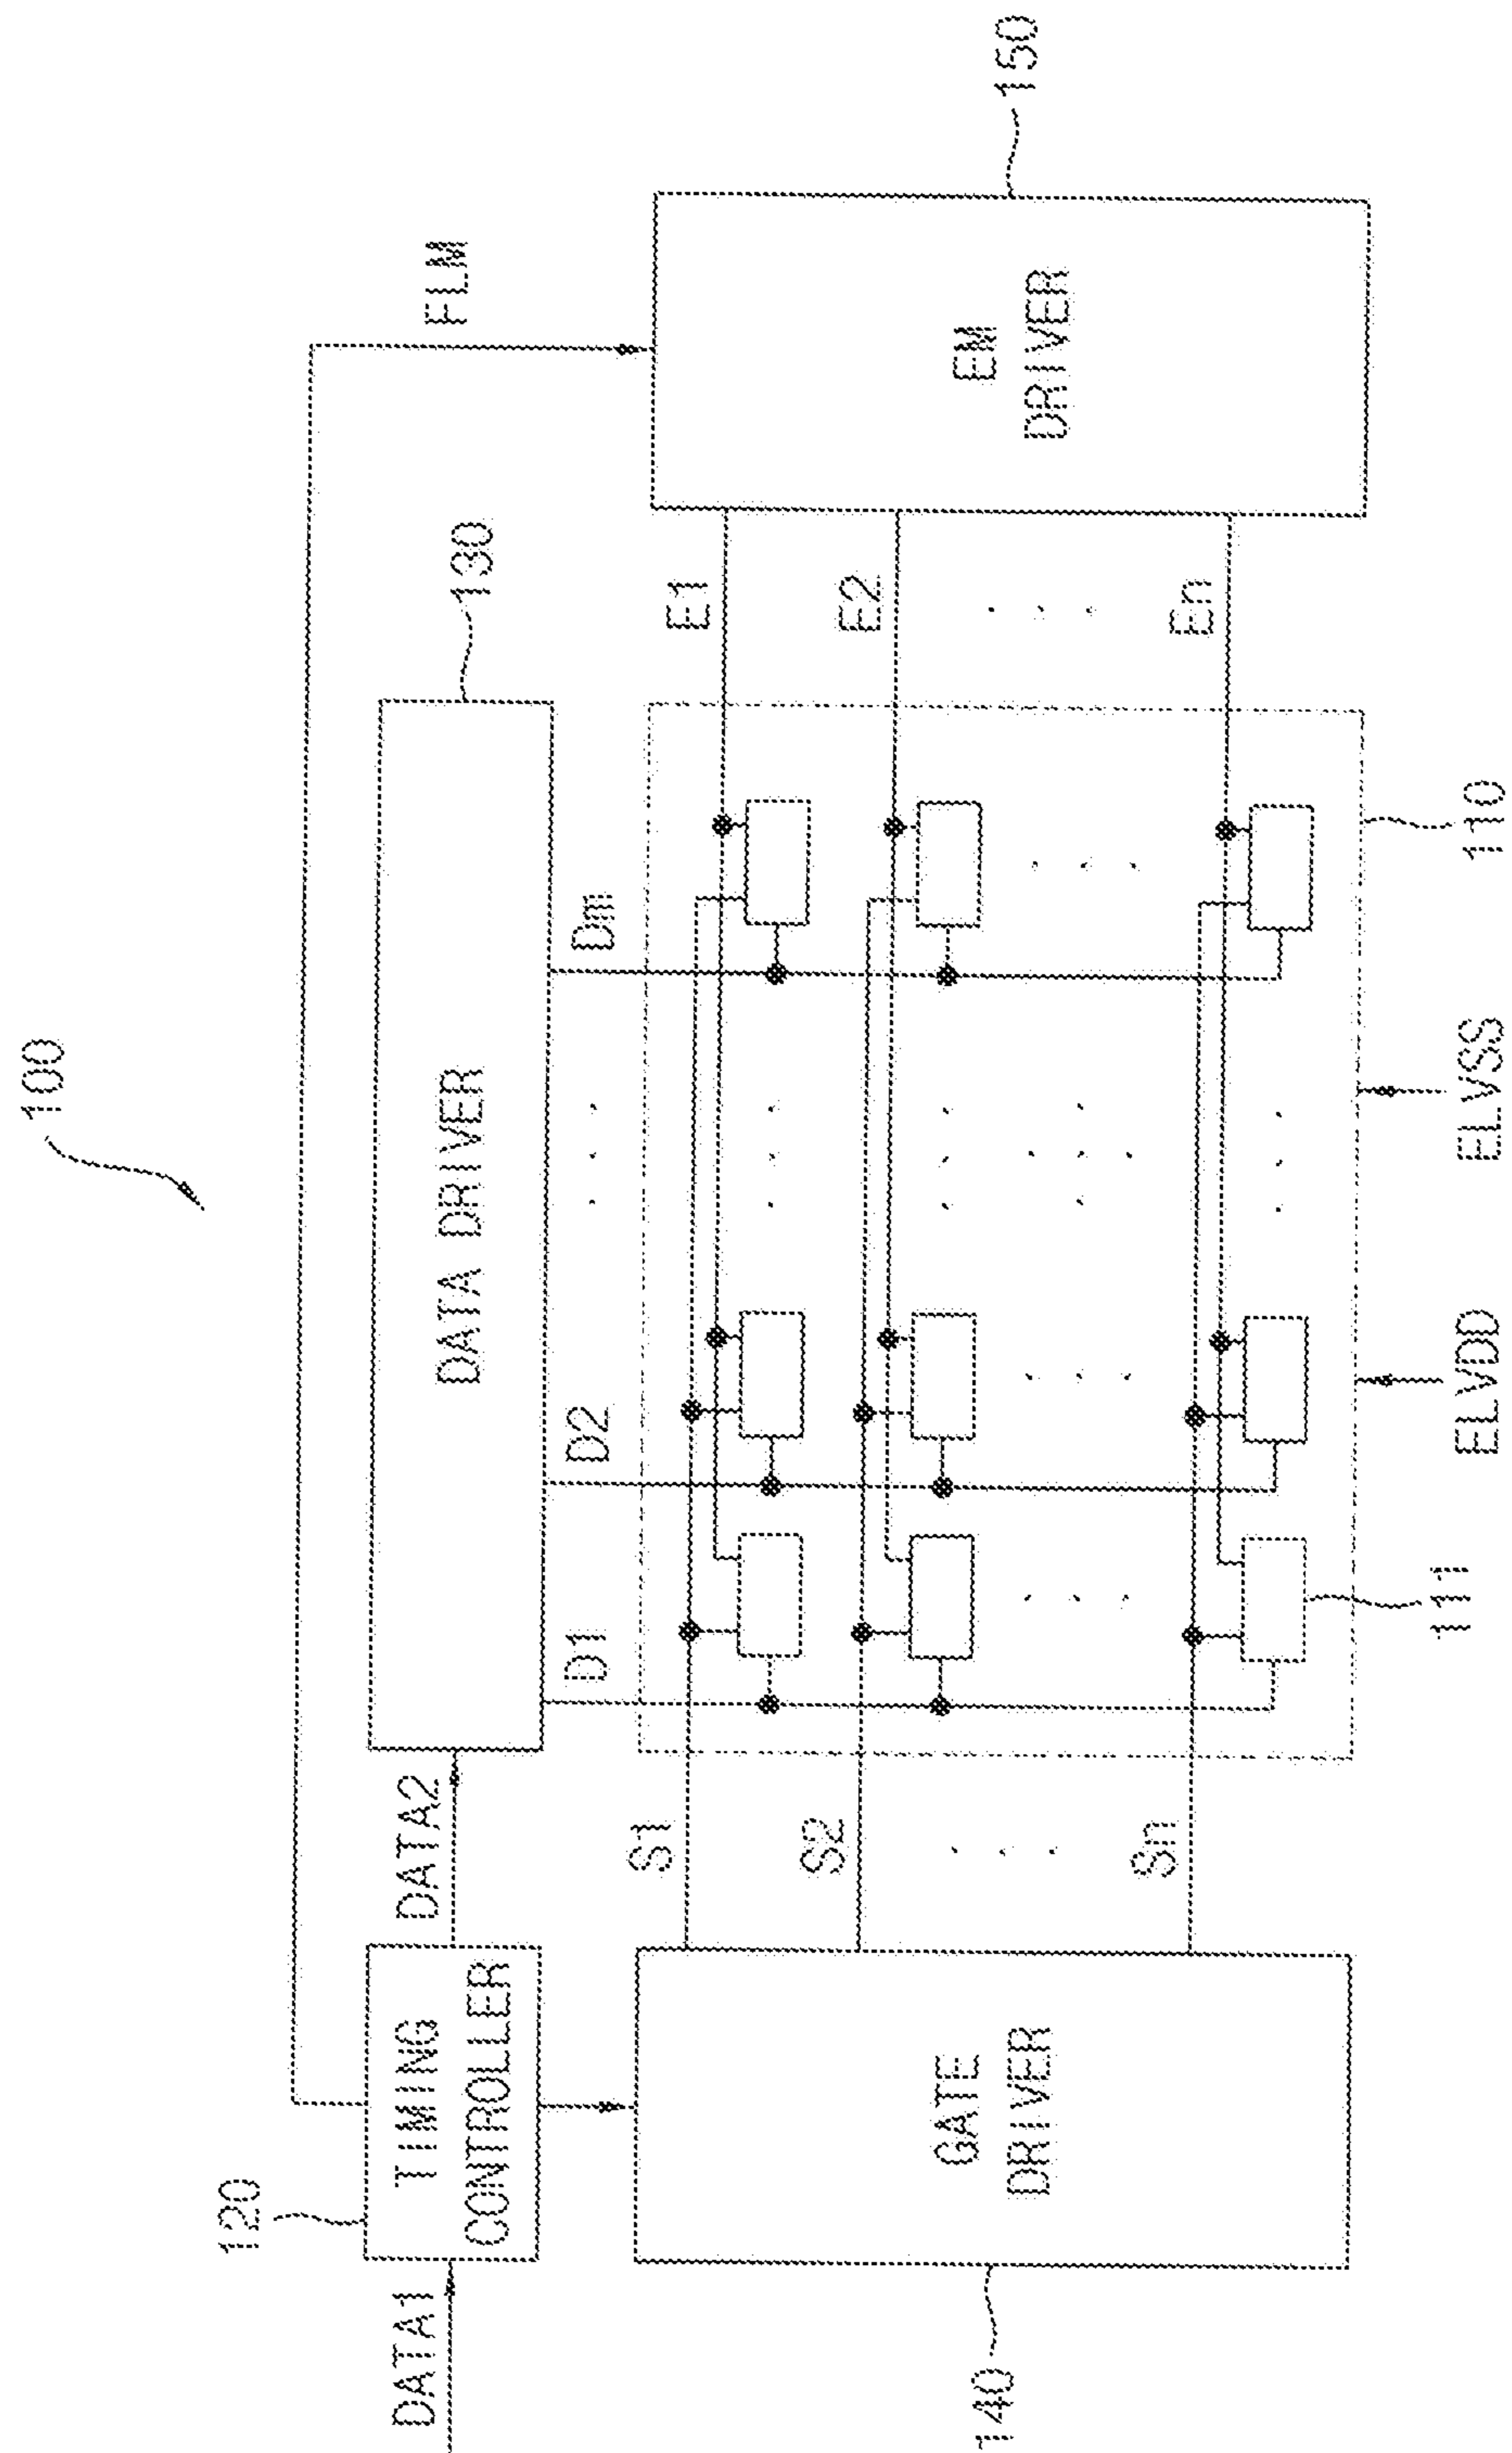 100
120
DATA1
TIMING
CONTROLLER
DATA2
DATA DRIVER
130
FLM
D1
D2
Dm
S1
S2
Sn
E1
E2
En
GATE
DRIVER
140
EM
DRIVER
150
111
ELVDD
ELVSS
110